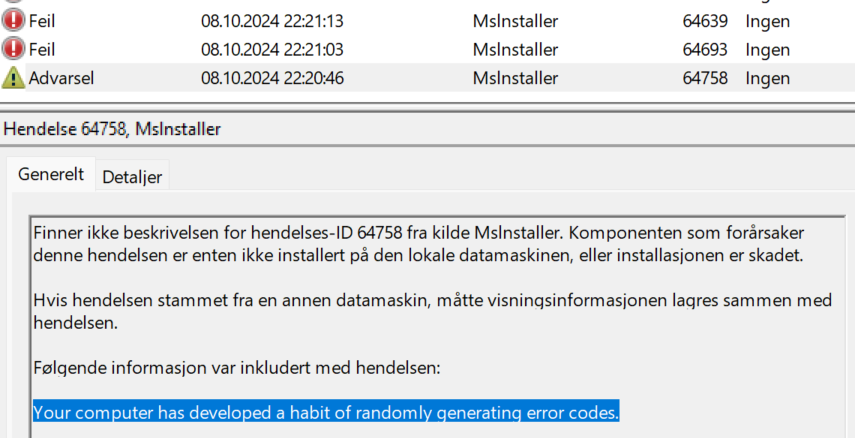 Feil 08.10.2024 22:21:13 MsInstaller 64639 Ingen
Feil 08.10.2024 22:21:03 MsInstaller 64693 Ingen
Advarsel 08.10.2024 22:20:46 MsInstaller 64758 Ingen
Hendelse 64758, MsInstaller
Generelt Detaljer
Finner ikke beskrivelsen for hendelses-ID 64758 fra kilde MsInstaller. Komponenten som forårsaker
denne hendelsen er enten ikke installert på den lokale datamaskinen, eller installasjonen er skadet.
Hvis hendelsen stammet fra en annen datamaskin, måtte visningsinformasjonen lagres sammen med
hendelsen.
Følgende informasjon var inkludert med hendelsen:
Your computer has developed a habit of randomly generating error codes.